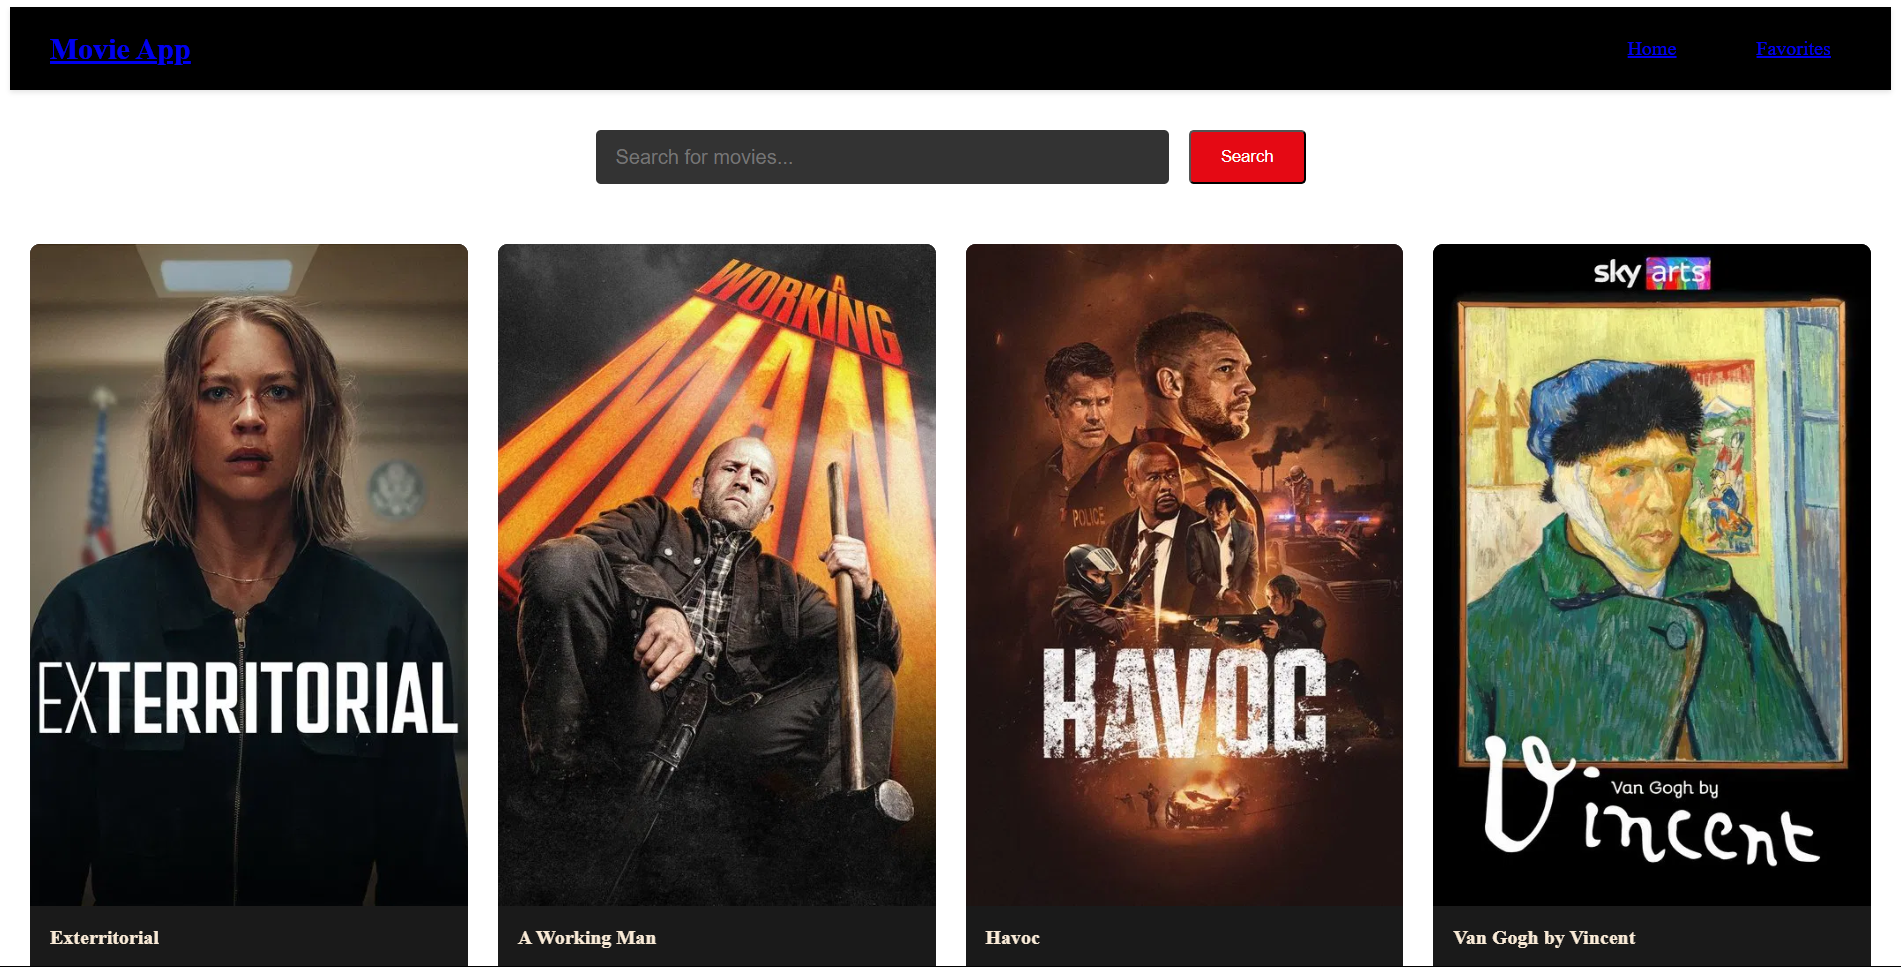 Movie App
Home
Favorites
Search for movies...
Search
EXTERRITORIAL
A
WORKING
MAN
POLICE
HAVOC
sky arts
Van Gogh by
Vincent
Exterritorial
A Working Man
Havoc
Van Gogh by Vincent